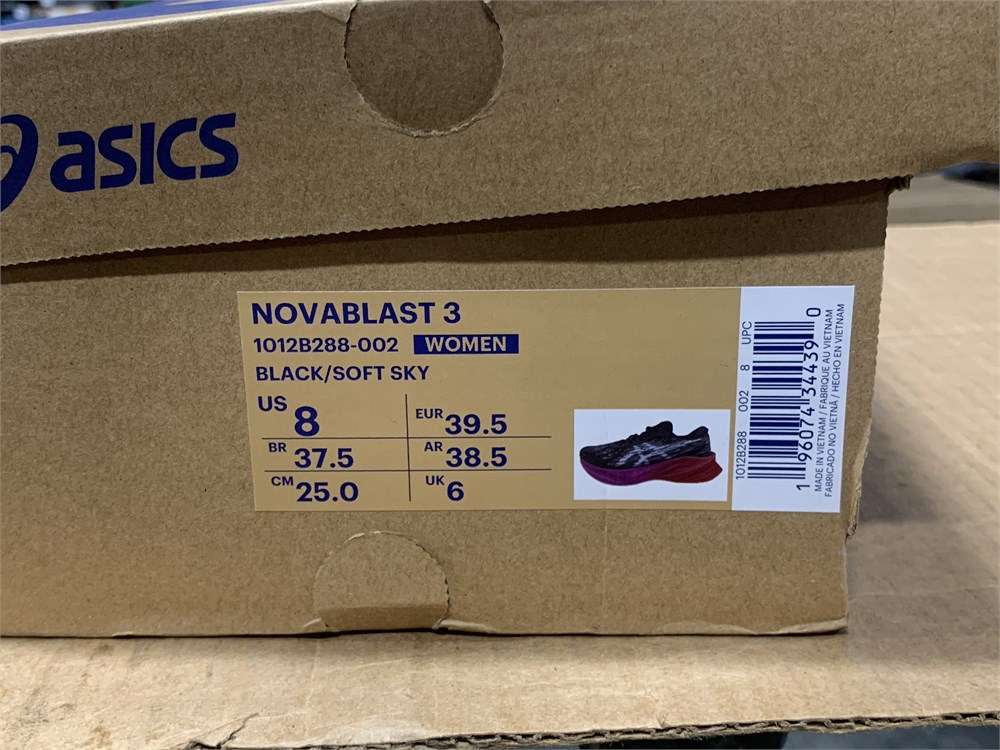 asics
NOVABLAST 3
1012B288-002 WOMEN
BLACK/SOFT SKY
US 8 EUR 39.5
BR 37.5 AR 38.5
CM 25.0 UK 6
1012B288 002 8 UPC
1 96074 34439 0
MADE IN VIETNAM / FABRIQUE AU VIETNAM
FABRICADO NO VIETNÃ / HECHO EN VIETNAM